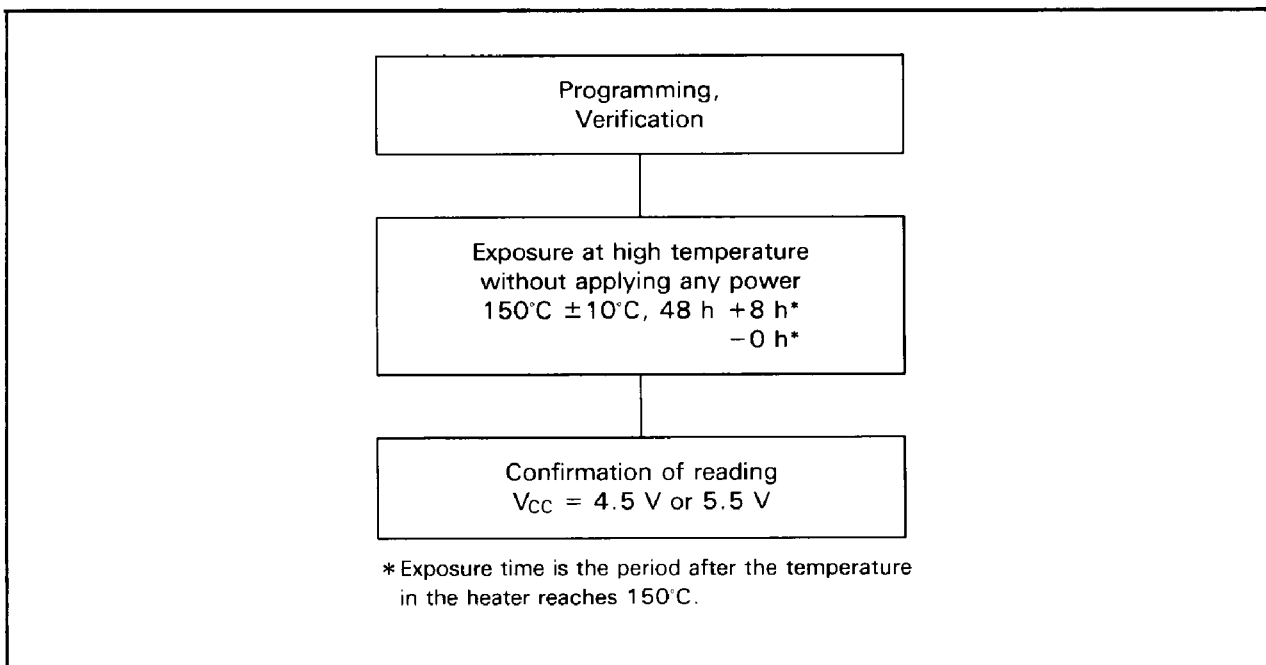 Programming,
Verification
Exposure at high temperature
without applying any power
150°C ±10°C, 48 h +8 h*
−0 h*
Confirmation of reading
VCC = 4.5 V or 5.5 V
* Exposure time is the period after the temperature
in the heater reaches 150°C.